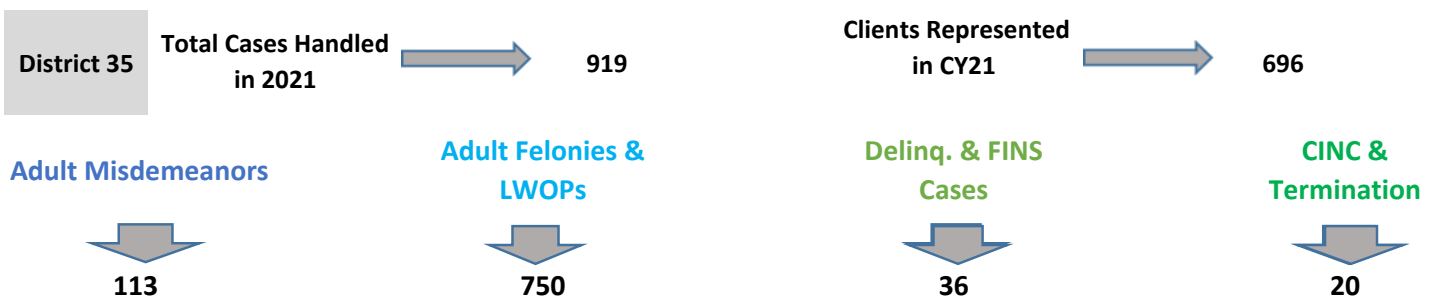 District 35
Total Cases Handled
in 2021
919
Clients Represented
in CY21
696
Adult Misdemeanors
Adult Felonies &
LWOPs
Delinq. & FINS
Cases
CINC &
Termination
113
750
36
20